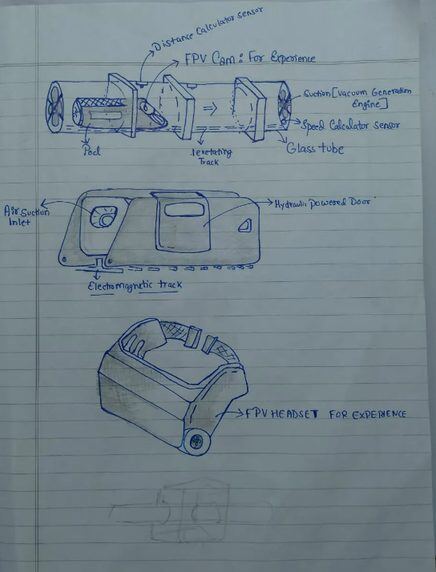 Distance Calculator sensor
FPV Cam: For Experience
Suction [Vacuum Generation
Engine]
Speed Calculator sensor
Glass tube
Pod
Levetating
Track
Air suction
Inlet
Hydraulic Powered Door
Electromagnetic track
FPV HEADSET FOR EXPERIENCE